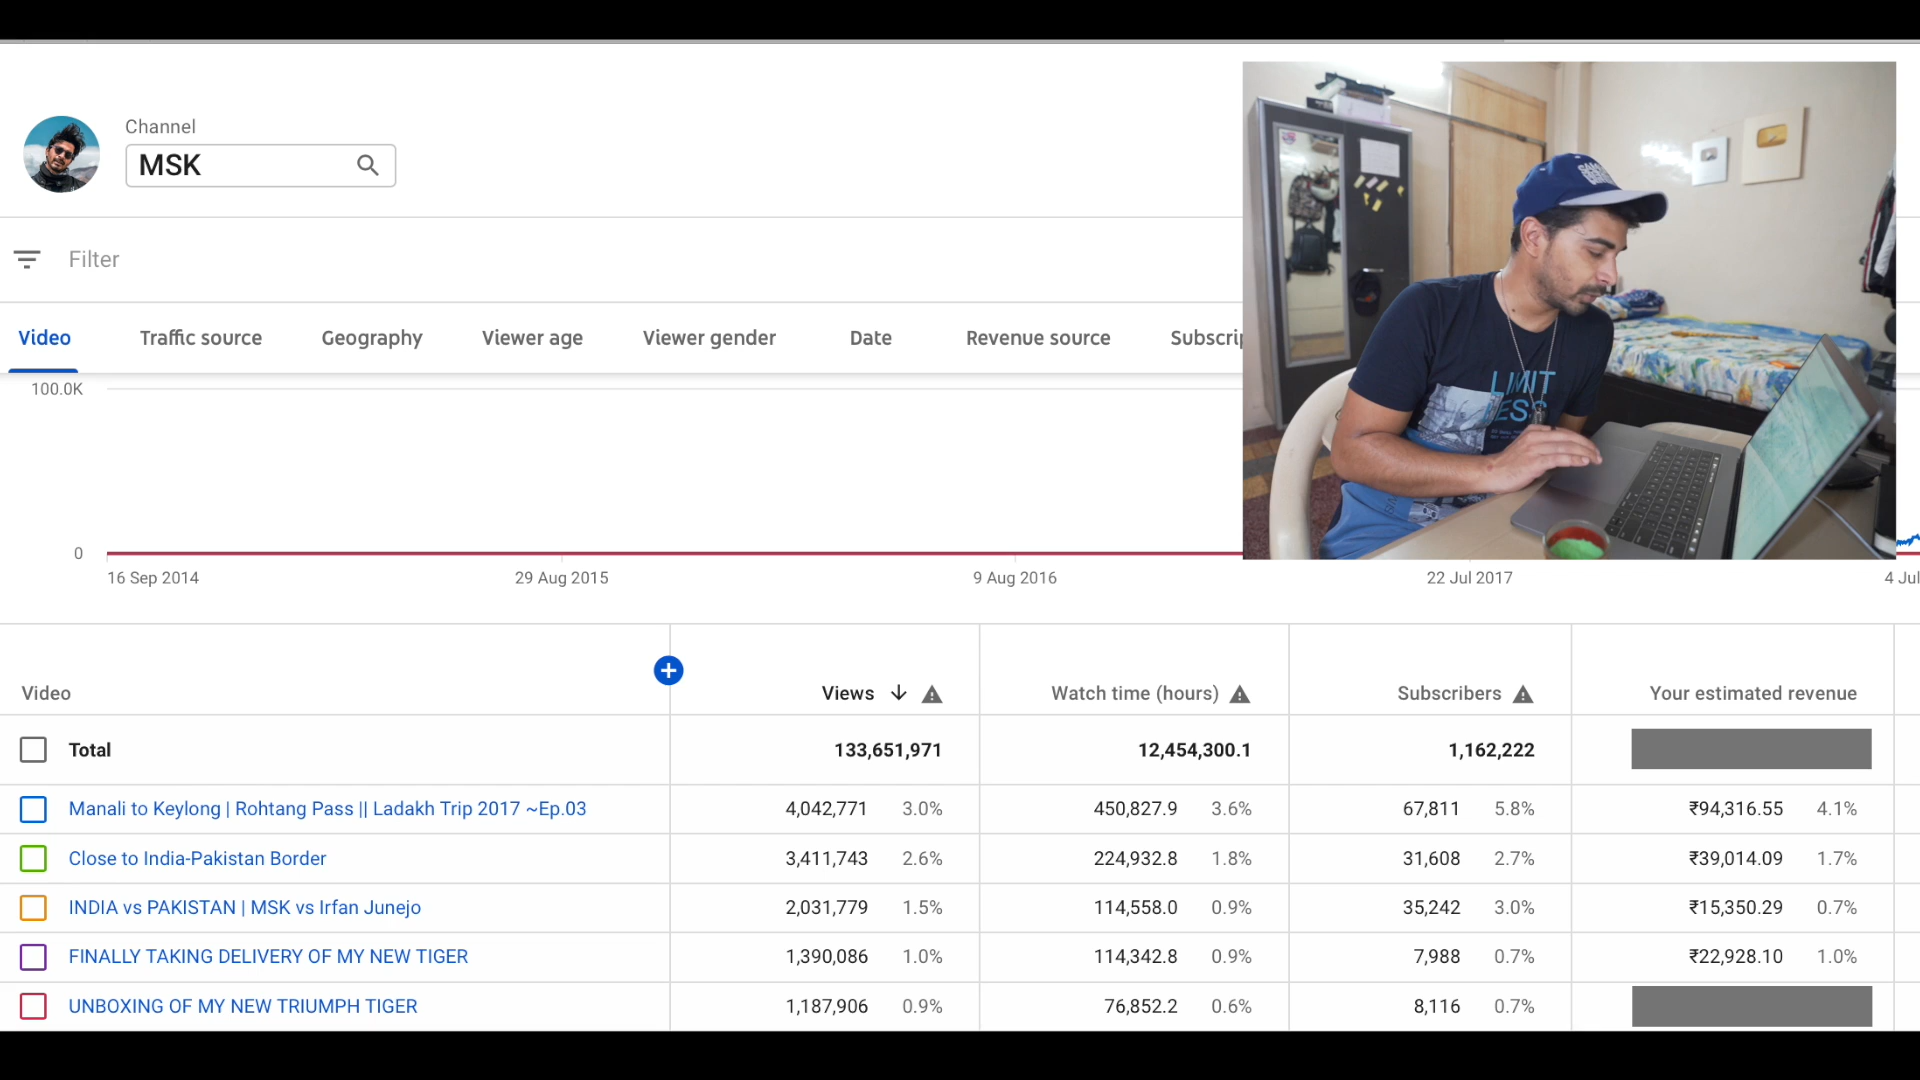 Channel
MSK
Filter
Video Traffic source Geography Viewer age Viewer gender Date Revenue source Subscrip
100.0K
0
16 Sep 2014 29 Aug 2015 9 Aug 2016 22 Jul 2017 4 Jul
Video Views Watch time (hours) Subscribers Your estimated revenue
Total 133,651,971 12,454,300.1 1,162,222
Manali to Keylong | Rohtang Pass || Ladakh Trip 2017 ~Ep.03 4,042,771 3.0% 450,827.9 3.6% 67,811 5.8% ₹94,316.55 4.1%
Close to India-Pakistan Border 3,411,743 2.6% 224,932.8 1.8% 31,608 2.7% ₹39,014.09 1.7%
INDIA vs PAKISTAN | MSK vs Irfan Junejo 2,031,779 1.5% 114,558.0 0.9% 35,242 3.0% ₹15,350.29 0.7%
FINALLY TAKING DELIVERY OF MY NEW TIGER 1,390,086 1.0% 114,342.8 0.9% 7,988 0.7% ₹22,928.10 1.0%
UNBOXING OF MY NEW TRIUMPH TIGER 1,187,906 0.9% 76,852.2 0.6% 8,116 0.7%
LIMIT